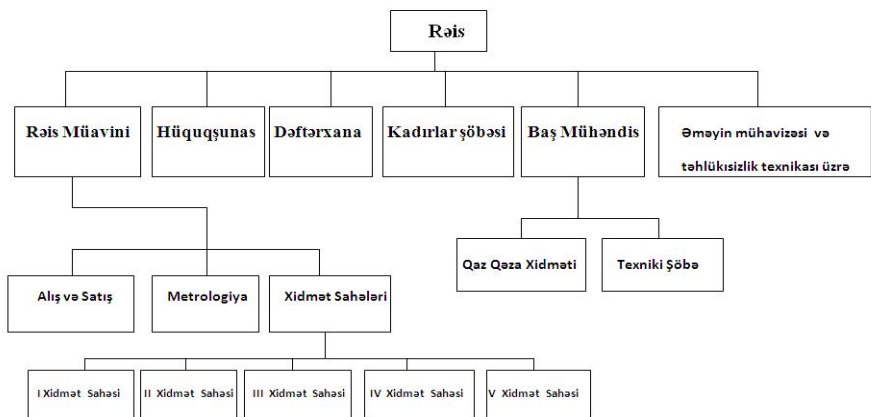 Rəis
Rəis Müavini
Hüquqşunas
Dəftərxana
Kadırlar şöbəsi
Baş Mühəndis
Əməyin mühavizəsi və
təhlükısizlik texnikası üzrə
Qaz Qəza Xidməti
Texniki Şöbə
Alış və Satış
Metrologiya
Xidmət Sahələri
I Xidmət Sahəsi
II Xidmət Sahəsi
III Xidmət Sahəsi
IV Xidmət Sahəsi
V Xidmət Sahəsi